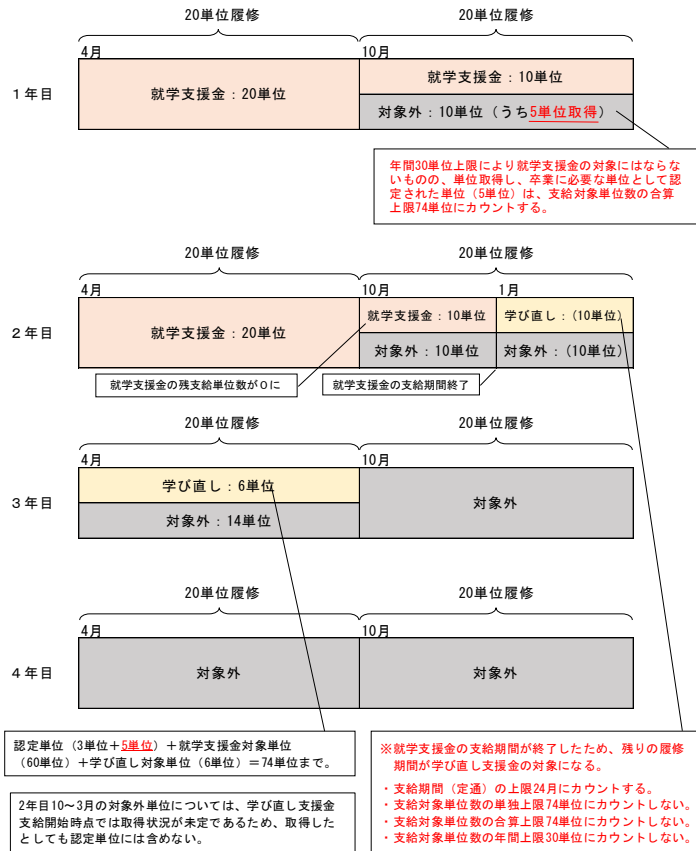 20単位履修 20単位履修
4月 10月
1年目
就学支援金：20単位
就学支援金：10単位
対象外：10単位（うち5単位取得）
年間30単位上限により就学支援金の対象にはなら
ないものの、単位取得し、卒業に必要な単位として認
定された単位（5単位）は、支給対象単位数の合算
上限74単位にカウントする。
20単位履修 20単位履修
4月 10月 1月
2年目
就学支援金：20単位
就学支援金：10単位 学び直し：(10単位)
対象外：10単位 対象外：(10単位)
就学支援金の残支給単位数が０に 就学支援金の支給期間終了
20単位履修 20単位履修
4月 10月
3年目
学び直し：6単位
対象外：14単位
対象外
20単位履修 20単位履修
4月 10月
4年目
対象外 対象外
認定単位（3単位＋5単位）＋就学支援金対象単位
（60単位）＋学び直し対象単位（6単位）＝74単位まで。
2年目10～3月の対象外単位については、学び直し支援金
支給開始時点では取得状況が未定であるため、取得した
としても認定単位には含めない。
※就学支援金の支給期間が終了したため、残りの履修
期間が学び直し支援金の対象になる。
・支給期間（定通）の上限24月にカウントする。
・支給対象単位数の単独上限74単位にカウントしない。
・支給対象単位数の合算上限74単位にカウントしない。
・支給対象単位数の年間上限30単位にカウントしない。